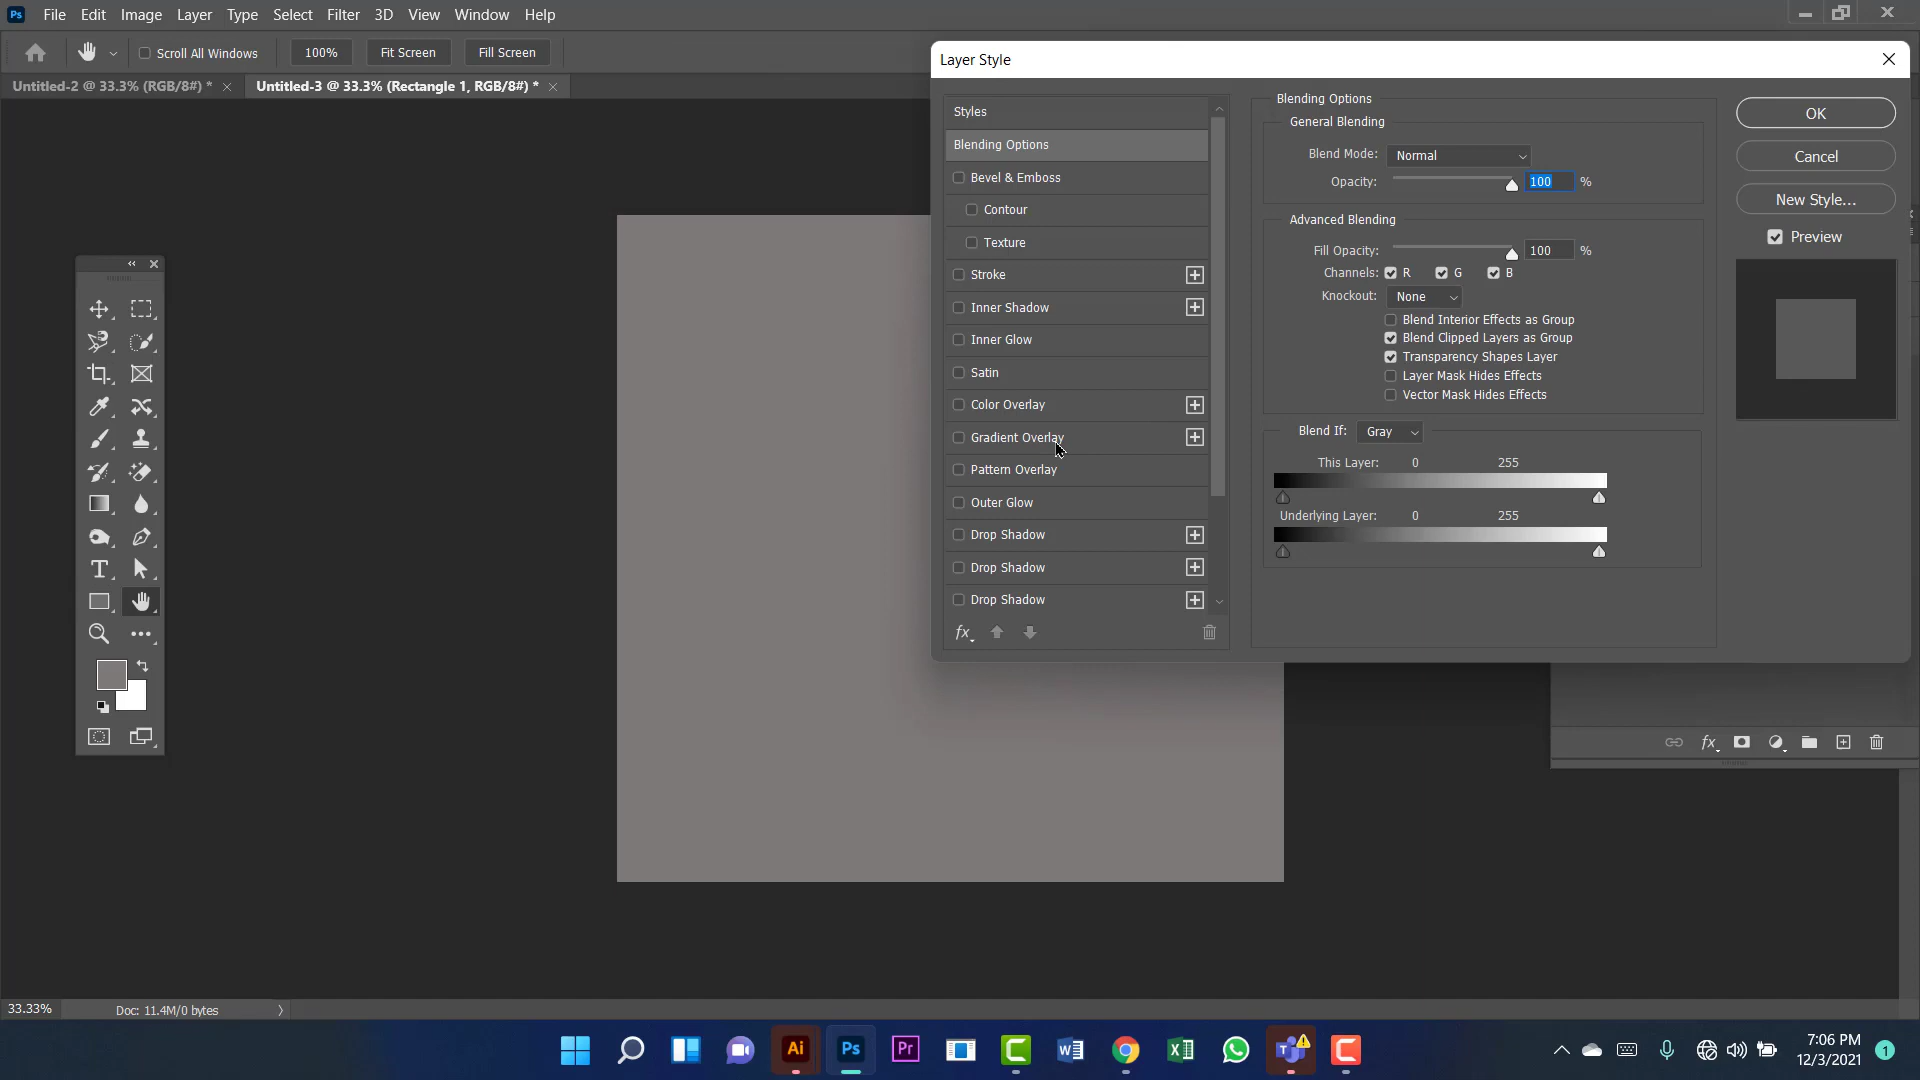 Ps File Edit Image Layer Type Select Filter 3D View Window Help
Scroll All Windows 100% Fit Screen Fill Screen
Untitled-2 @ 33.3% (RGB/8#) * Untitled-3 @ 33.3% (Rectangle 1, RGB/8#) *
Layer Style
Styles
Blending Options
Bevel & Emboss
Contour
Texture
Stroke
Inner Shadow
Inner Glow
Satin
Color Overlay
Gradient Overlay
Pattern Overlay
Outer Glow
Drop Shadow
Drop Shadow
Drop Shadow
fx
Blending Options
General Blending
Blend Mode: Normal
Opacity: 100 %
Advanced Blending
Fill Opacity: 100 %
Channels: R G B
Knockout: None
Blend Interior Effects as Group
Blend Clipped Layers as Group
Transparency Shapes Layer
Layer Mask Hides Effects
Vector Mask Hides Effects
Blend If: Gray
This Layer: 0 255
Underlying Layer: 0 255
OK
Cancel
New Style...
Preview
T
fx
33.33% Doc: 11.4M/0 bytes
Ai Ps Pr
7:06 PM
12/3/2021
1